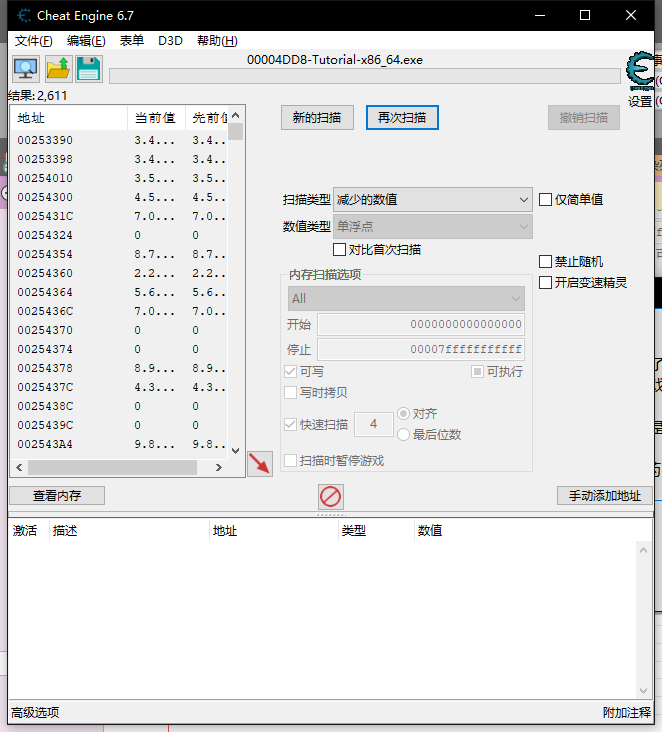 Cheat Engine 6.7
文件(F) 编辑(E) 表单 D3D 帮助(H)
00004DD8-Tutorial-x86_64.exe
结果: 2,611
设置
地址 当前值 先前值
00253390 3.4... 3.4..
00253398 3.4... 3.4..
00254010 3.5... 3.5..
00254300 4.5... 4.5..
0025431C 7.0... 7.0..
00254324 0 0
00254354 8.7... 8.7..
00254360 2.2... 2.2..
00254364 5.6... 5.6..
0025436C 7.0... 7.0..
00254370 0 0
00254374 0 0
00254378 8.9... 8.9..
0025437C 4.3... 4.3..
0025438C 0 0
0025439C 0 0
002543A4 9.8... 9.8..
新的扫描 再次扫描 撤销扫描
扫描类型 减少的数值 仅简单值
数值类型 单浮点
对比首次扫描
禁止随机
开启变速精灵
内存扫描选项
All
开始 0000000000000000
停止 00007fffffffffff
可写 可执行
写时拷贝
快速扫描 4 对齐
最后位数
扫描时暂停游戏
查看内存 手动添加地址
激活 描述 地址 类型 数值
高级选项 附加注释